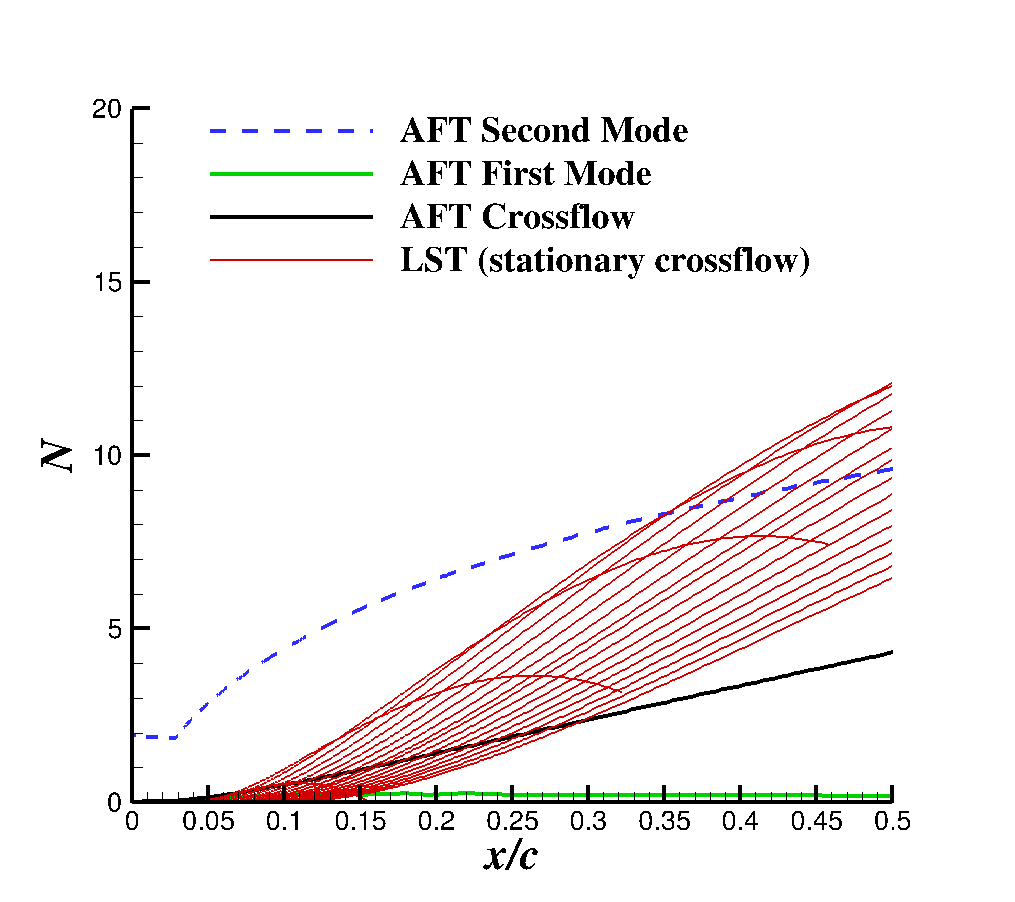 20
AFT Second Mode
AFT First Mode
AFT Crossflow
LST (stationary crossflow)
15
N
10
5
0
0 0.05 0.1 0.15 0.2 0.25 0.3 0.35 0.4 0.45 0.5
x/c